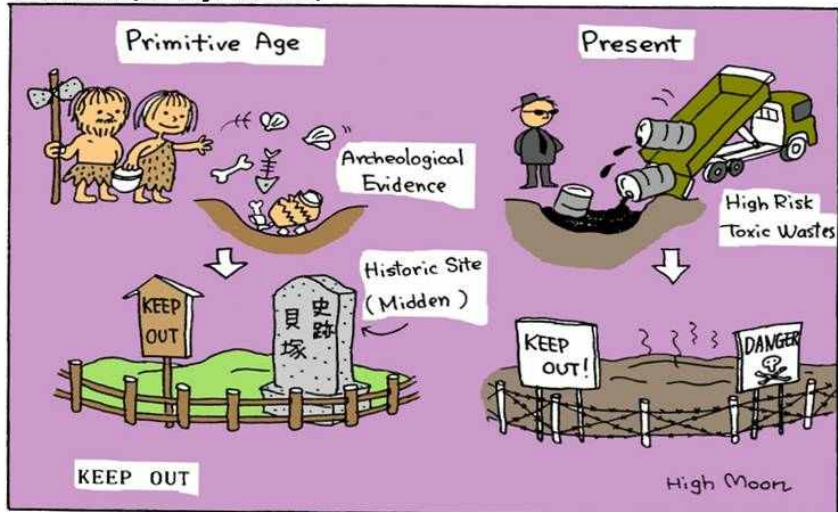 Primitive Age
Archeological
Evidence
KEEP
OUT
Historic Site
(Midden)
史跡
貝塚
KEEP OUT
Present
High Risk
Toxic Wastes
KEEP
OUT!
DANGER
High Moon